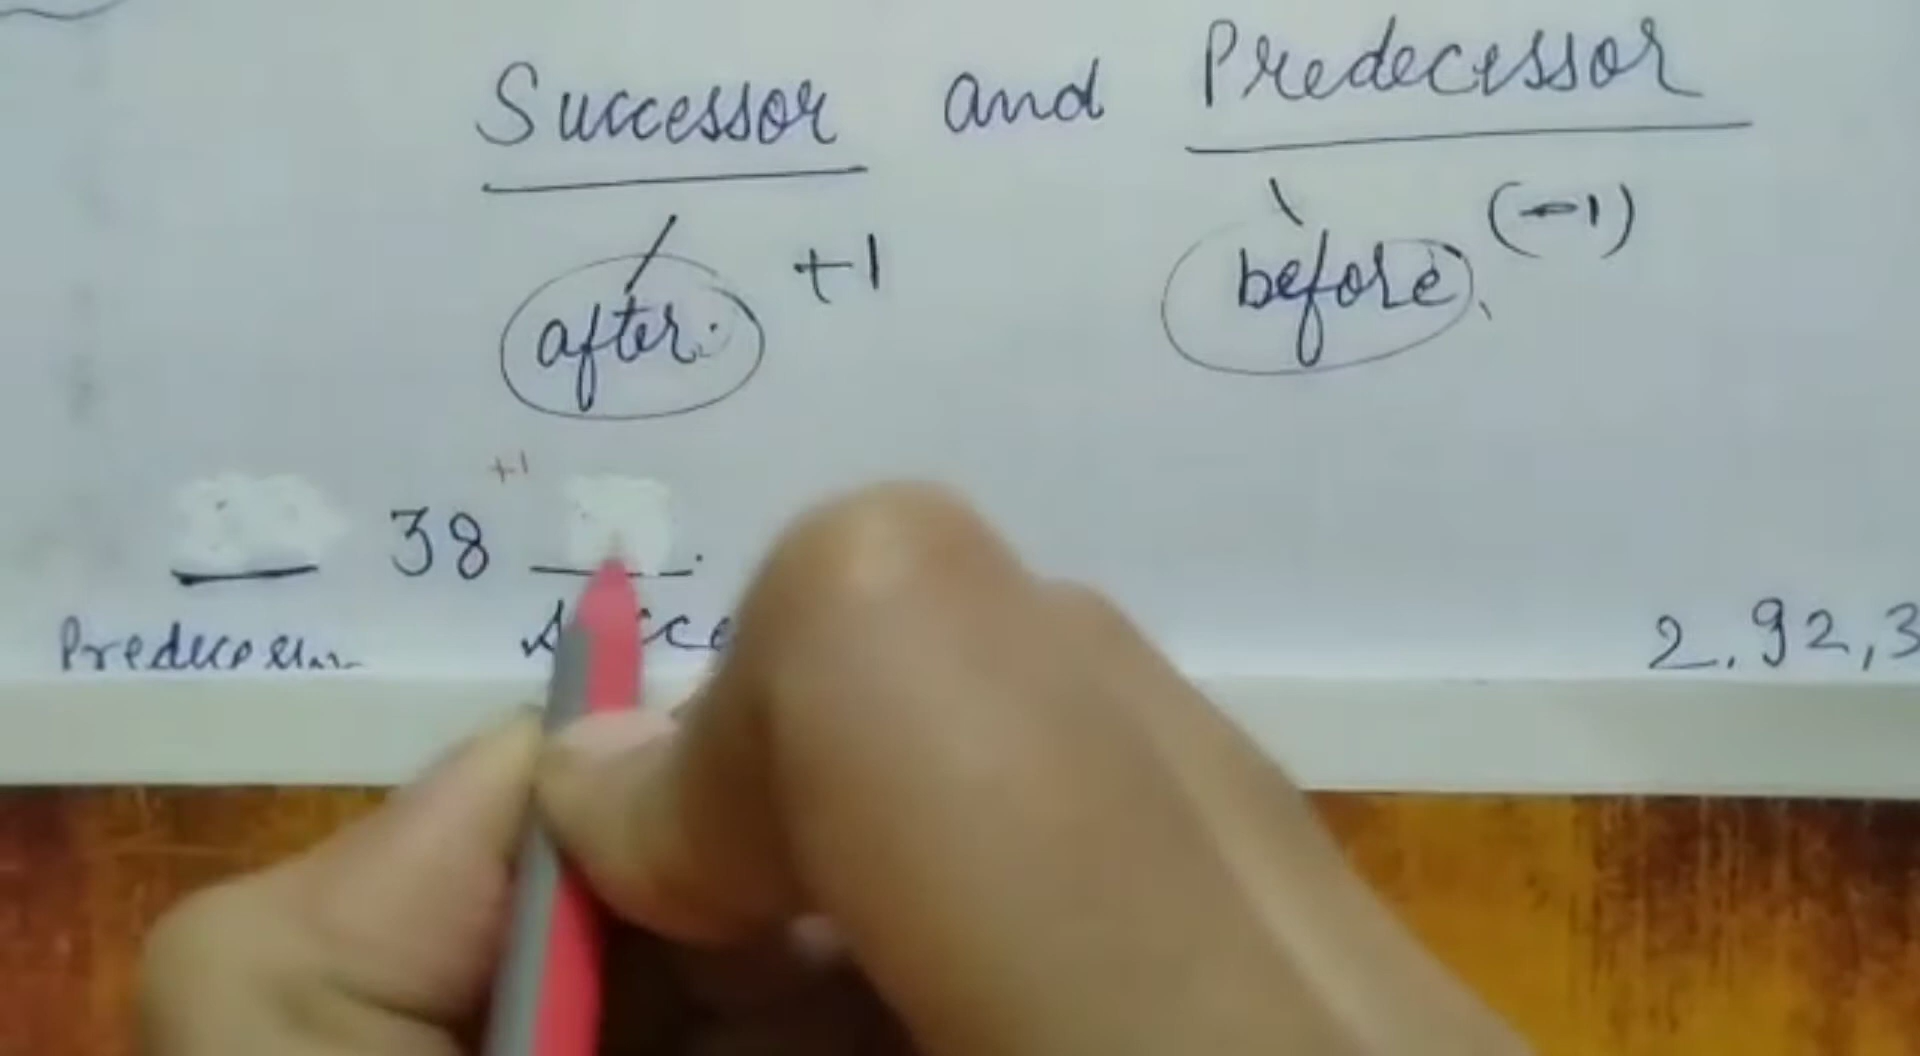 Successor and Predecessor
after. +1 before (-1)
+1
38
Predecessor
2,92,3